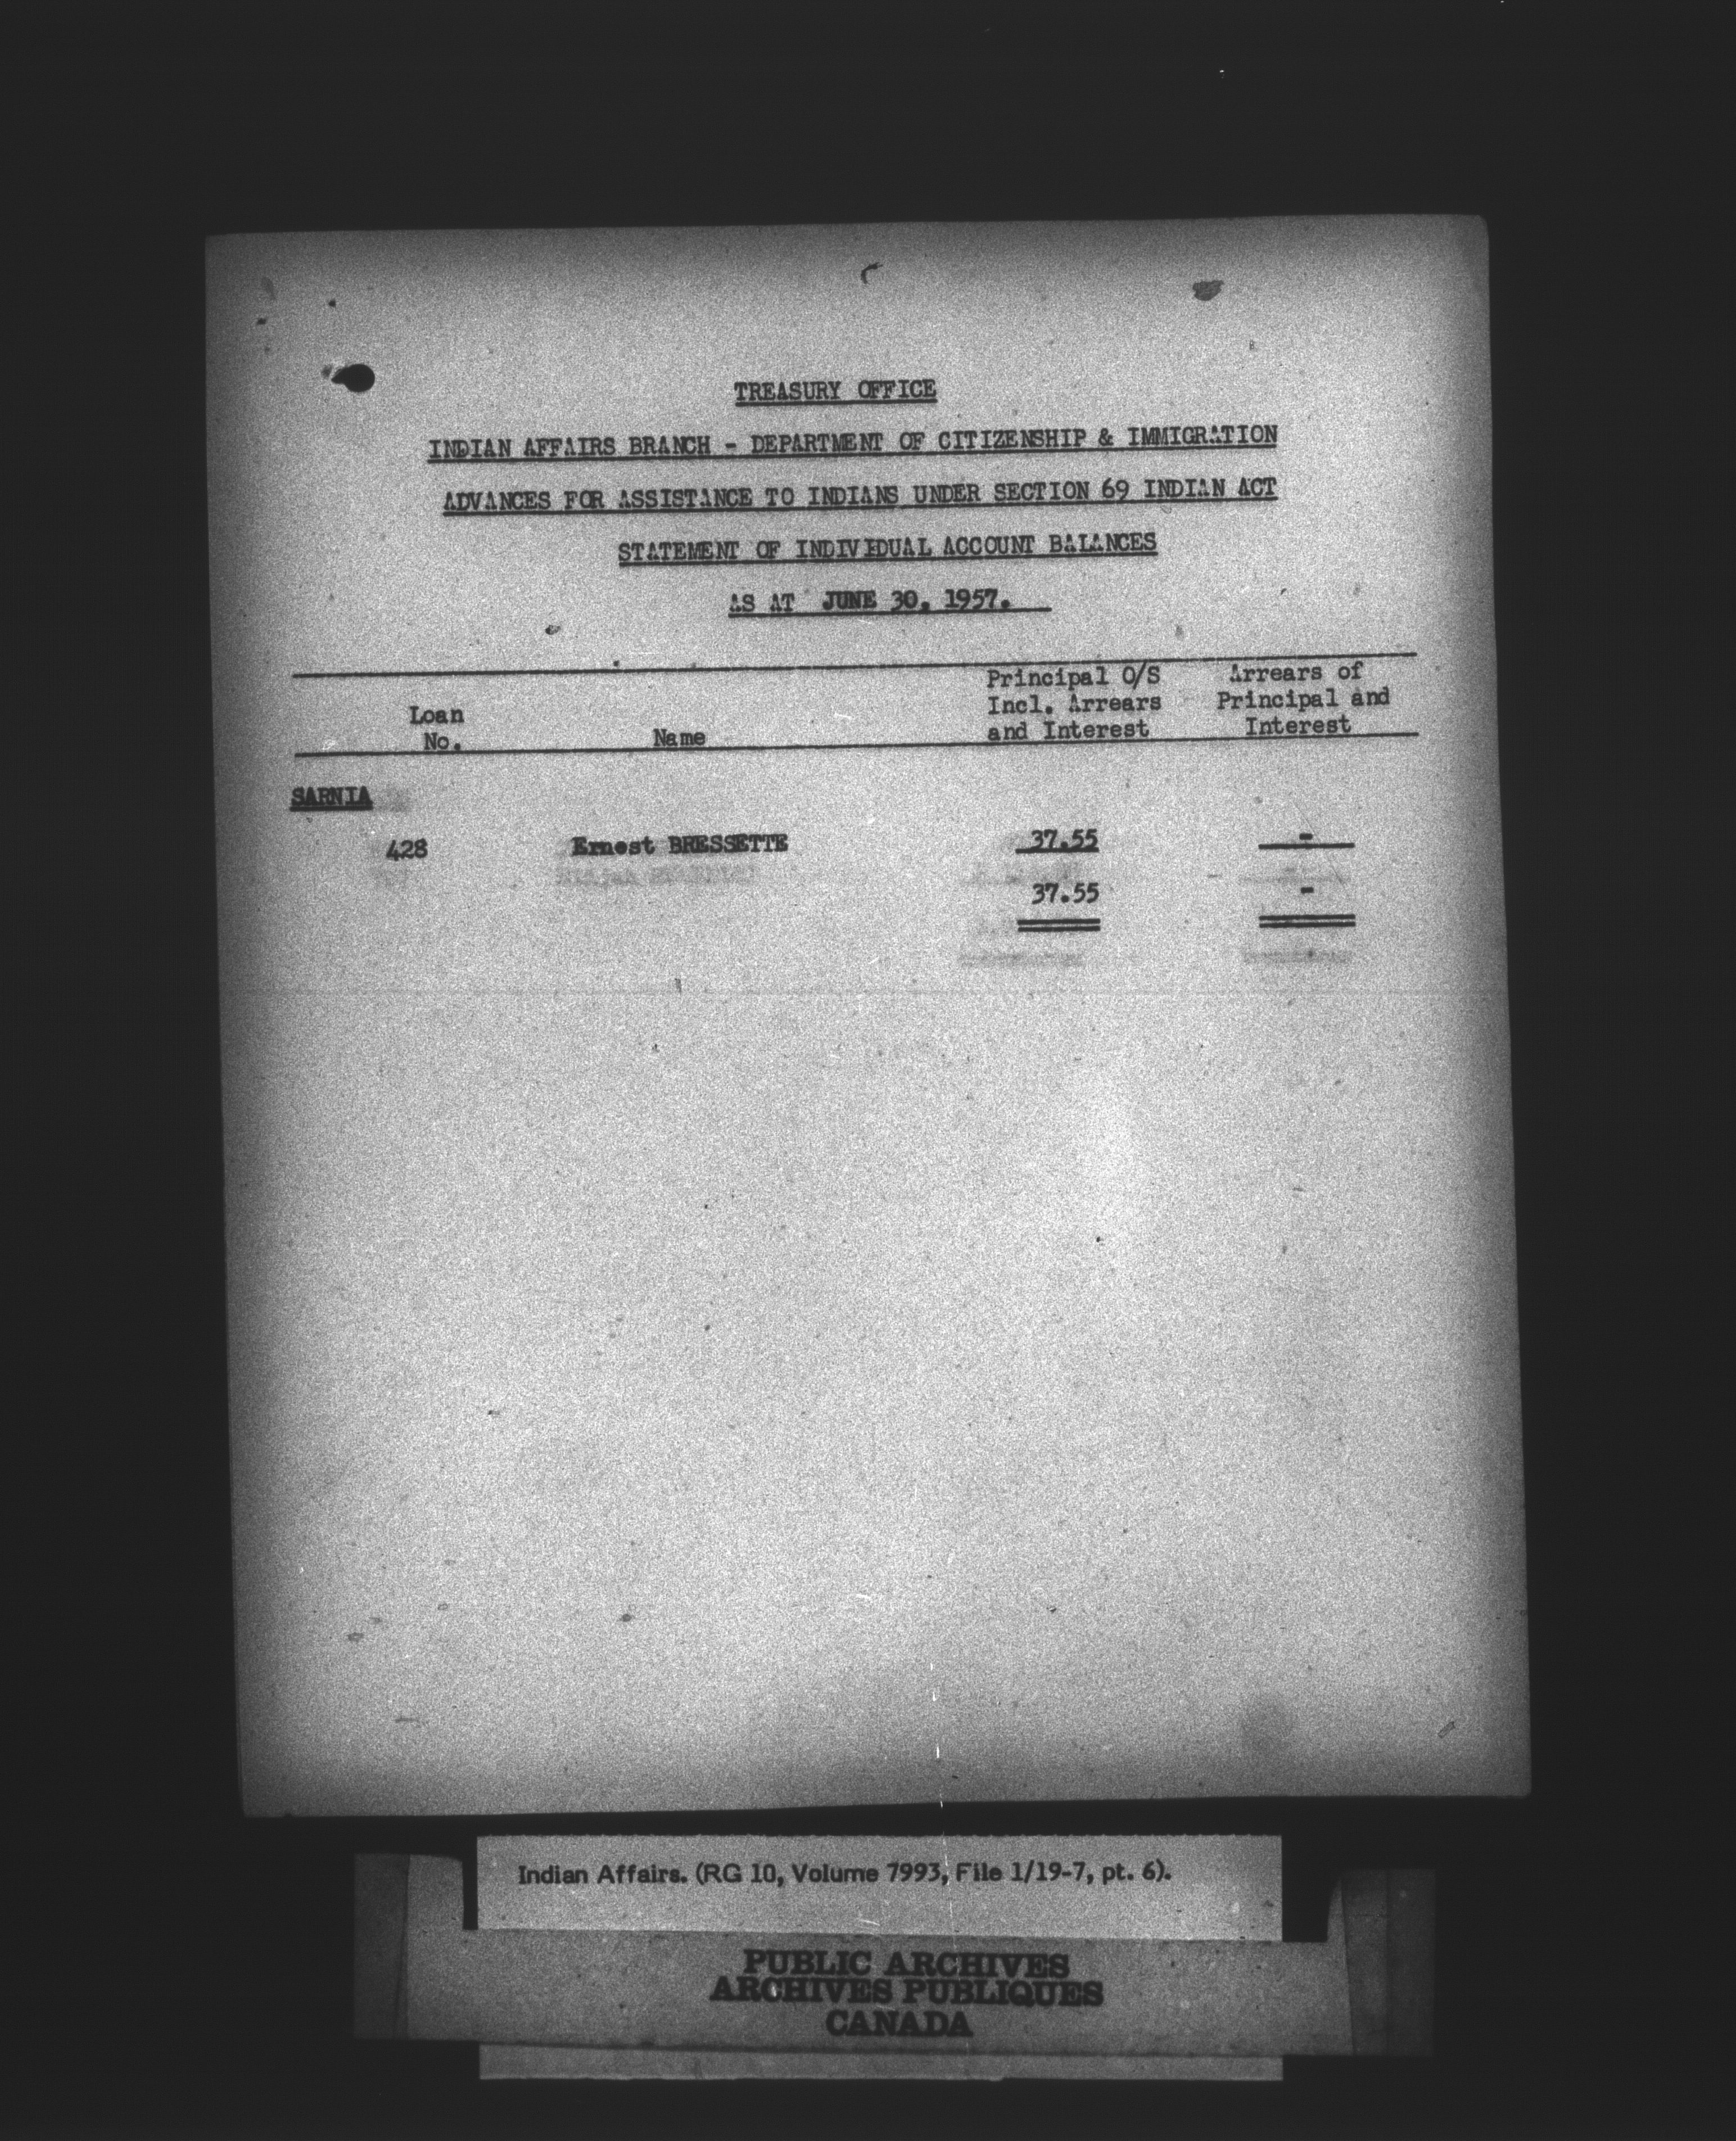 TREASURY OFFICE
INDIAN AFFAIRS BRANCH - DEPARTMENT OF CITIZENSHIP & IMMIGRATION
ADVANCES FOR ASSISTANCE TO INDIANS UNDER SECTION 69 INDIAN ACT
STATEMENT OF INDIVIDUAL ACCOUNT BALANCES
AS AT JUNE 30, 1957.
Loan No.
Name
Principal O/S
Incl. Arrears
and Interest
Arrears of
Principal and
Interest
SARNIA
428 Ernest BRESSETTE 37.55 -
37.55 -
Indian Affairs. (RG 10, Volume 7993, File 1/19-7, pt. 6).
PUBLIC ARCHIVES
ARCHIVES PUBLIQUES
CANADA